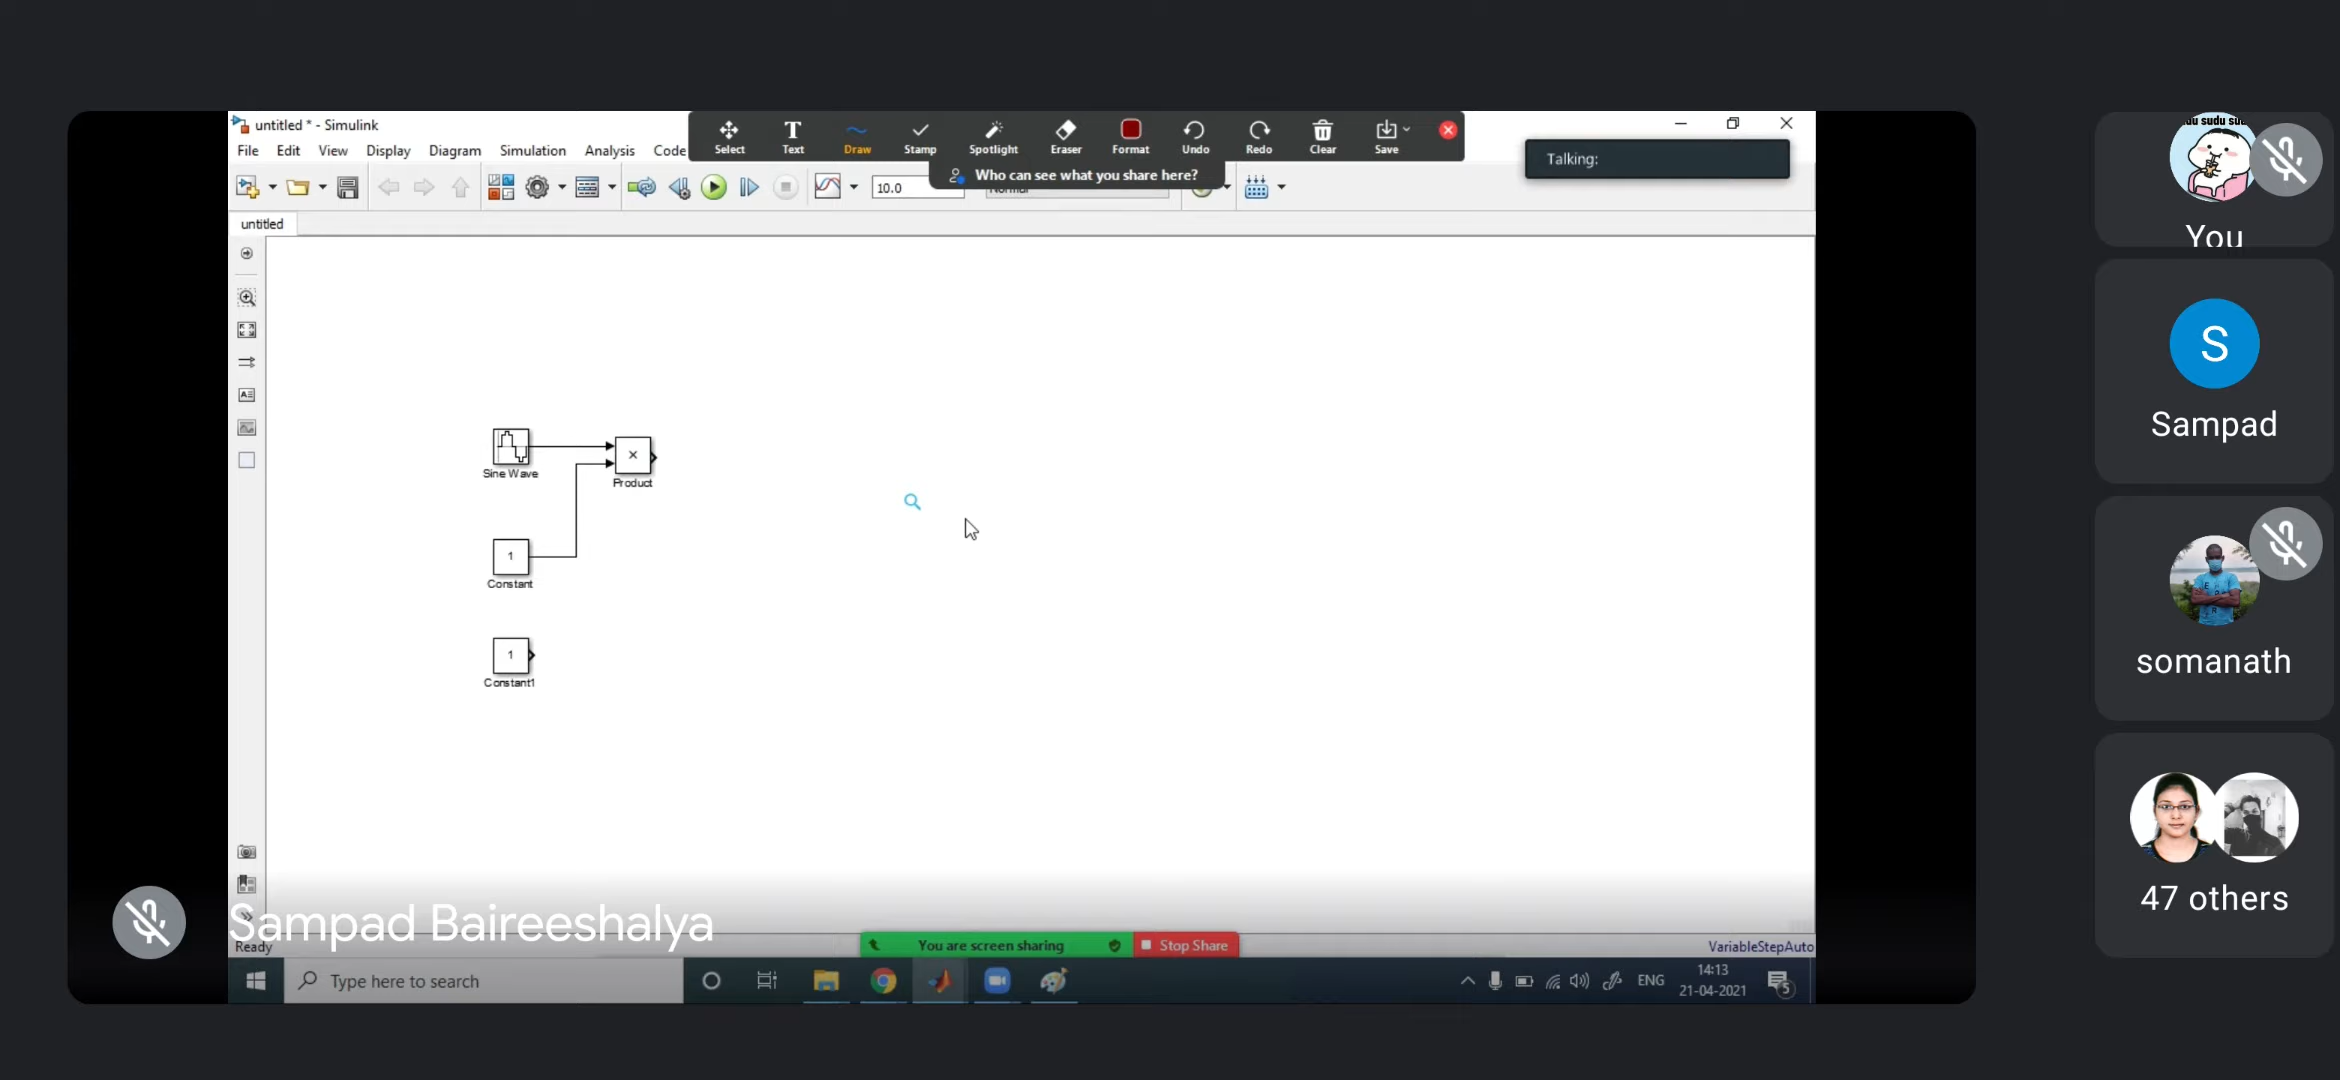 untitled * - Simulink
File Edit View Display Diagram Simulation Analysis Code
Select Text Draw Stamp Spotlight Eraser Format Undo Redo Clear Save
Who can see what you share here?
Talking:
10.0
untitled
Sine Wave
×
Product
1
Constant
1
Constant1
Sampad Baireeshalya
Ready
You are screen sharing
Stop Share
VariableStepAuto
Type here to search
ENG
14:13
21-04-2021
5
You
S
Sampad
somanath
47 others